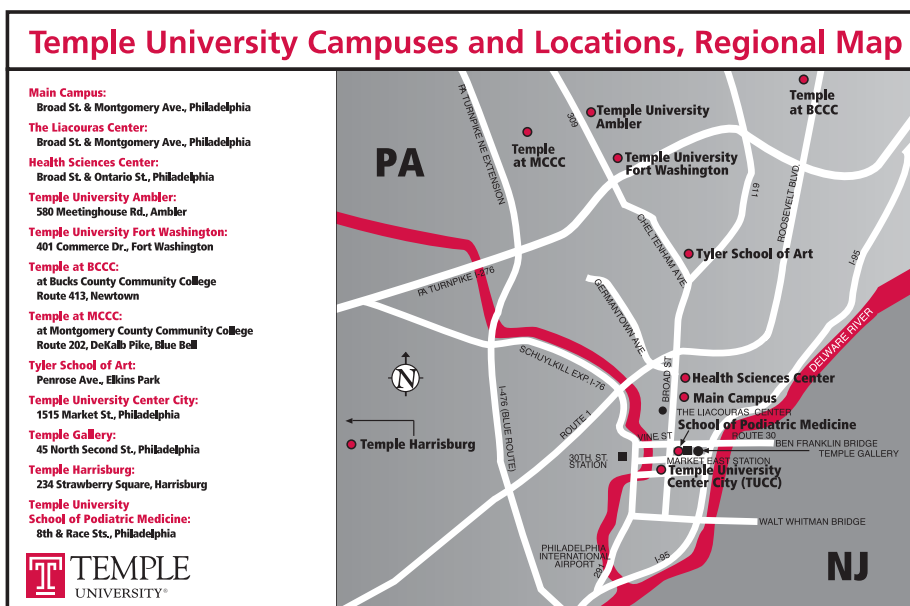 Temple University Campuses and Locations, Regional Map
Main Campus:
Broad St. & Montgomery Ave., Philadelphia
The Liacouras Center:
Broad St. & Montgomery Ave., Philadelphia
Health Sciences Center:
Broad St. & Ontario St., Philadelphia
Temple University Ambler:
580 Meetinghouse Rd., Ambler
Temple University Fort Washington:
401 Commerce Dr., Fort Washington
Temple at BCCC:
at Bucks County Community College
Route 413, Newtown
Temple at MCCC:
at Montgomery County Community College
Route 202, DeKalb Pike, Blue Bell
Tyler School of Art:
Penrose Ave., Elkins Park
Temple University Center City:
1515 Market St., Philadelphia
Temple Gallery:
45 North Second St., Philadelphia
Temple Harrisburg:
234 Strawberry Square, Harrisburg
Temple University
School of Podiatric Medicine:
8th & Race Sts., Philadelphia
TEMPLE
UNIVERSITY®
PA
PA TURNPIKE NE EXTENSION
309
Temple
at MCCC
Temple University
Ambler
Temple University
Fort Washington
Temple
at BCCC
611
ROOSEVELT BLVD.
I-95
CHELTENHAM AVE.
Tyler School of Art
PA TURNPIKE I-276
GERMANTOWN AVE.
DELWARE RIVER
SCHUYLKILL EXP. I-76
BROAD ST.
N
I-476 (BLUE ROUTE)
ROUTE 1
Health Sciences Center
Main Campus
THE LIACOURAS CENTER
School of Podiatric Medicine
VINE ST.
ROUTE 30
BEN FRANKLIN BRIDGE
TEMPLE GALLERY
Temple Harrisburg
30TH ST.
STATION
MARKET EAST STATION
Temple University
Center City (TUCC)
WALT WHITMAN BRIDGE
PHILADELPHIA
INTERNATIONAL
AIRPORT
291
I-95
NJ